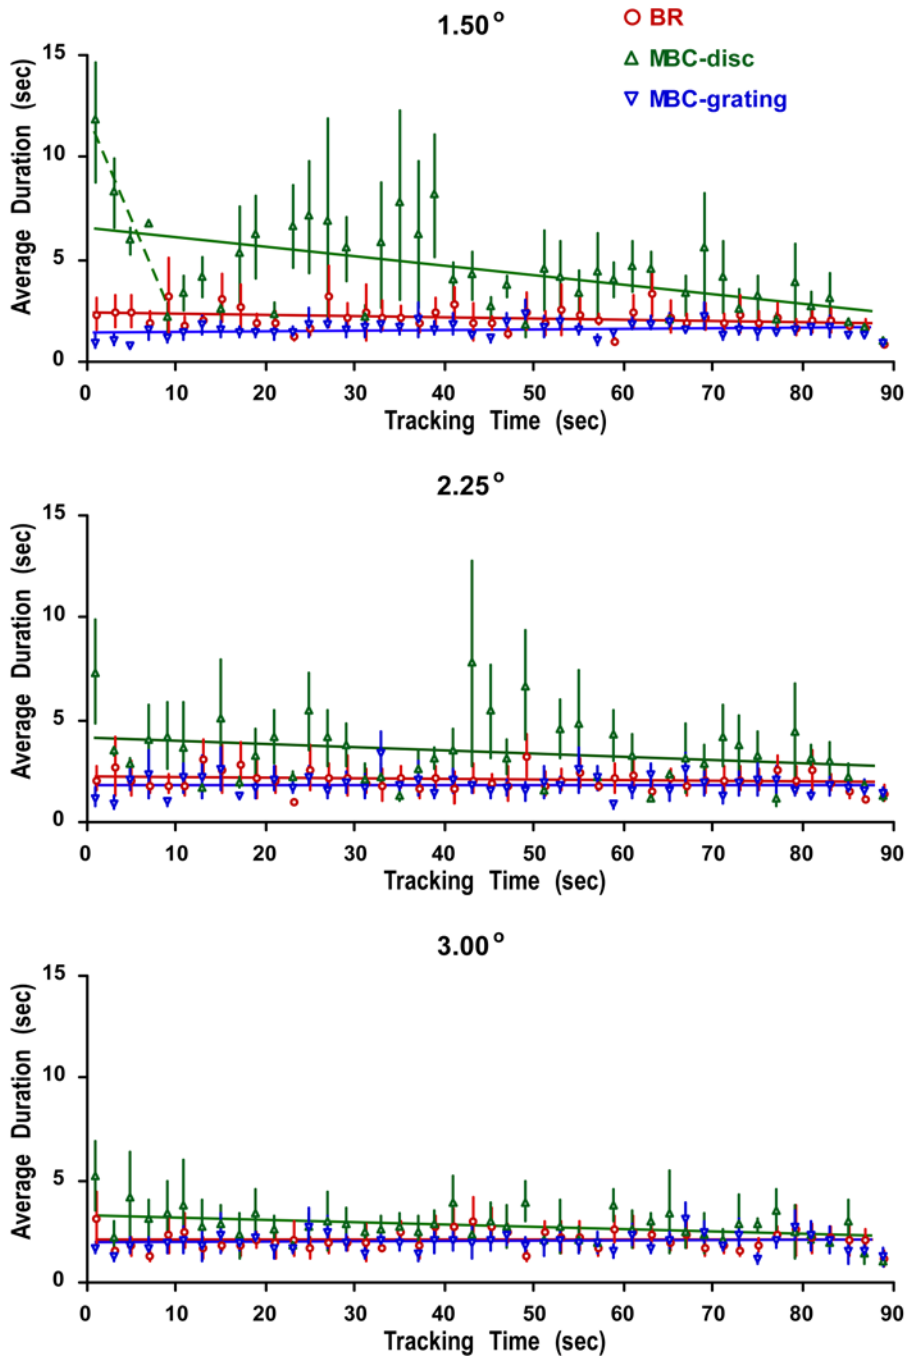 1.50°
BR
MBC-disc
MBC-grating
Average Duration (sec)
15
10
5
0
0 10 20 30 40 50 60 70 80 90
Tracking Time (sec)
2.25°
Average Duration (sec)
15
10
5
0
0 10 20 30 40 50 60 70 80 90
Tracking Time (sec)
3.00°
Average Duration (sec)
15
10
5
0
0 10 20 30 40 50 60 70 80 90
Tracking Time (sec)